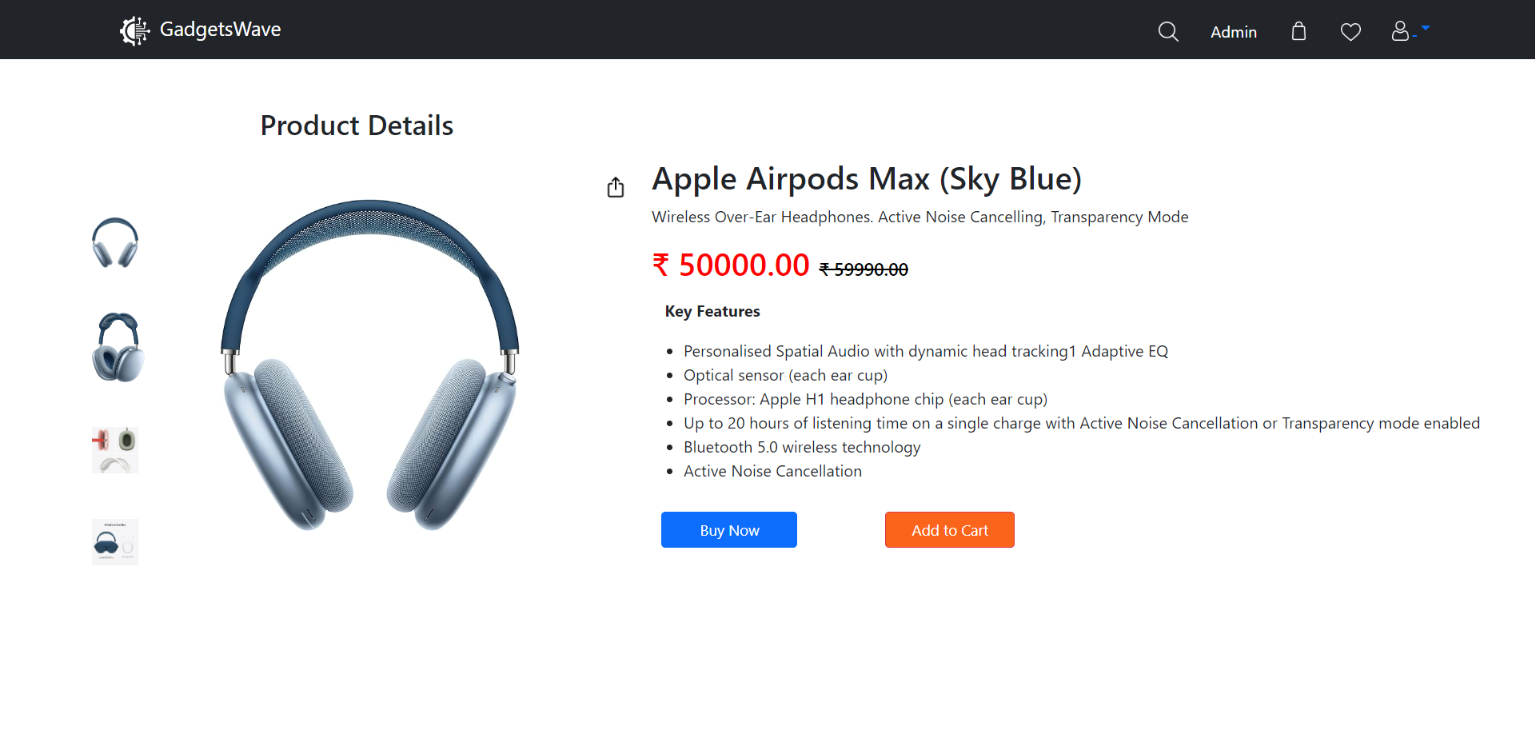 GadgetsWave
Admin
Product Details
Apple Airpods Max (Sky Blue)
Wireless Over-Ear Headphones. Active Noise Cancelling, Transparency Mode
₹ 50000.00 ₹ 59990.00
Key Features
Personalised Spatial Audio with dynamic head tracking1 Adaptive EQ
Optical sensor (each ear cup)
Processor: Apple H1 headphone chip (each ear cup)
Up to 20 hours of listening time on a single charge with Active Noise Cancellation or Transparency mode enabled
Bluetooth 5.0 wireless technology
Active Noise Cancellation
Buy Now
Add to Cart